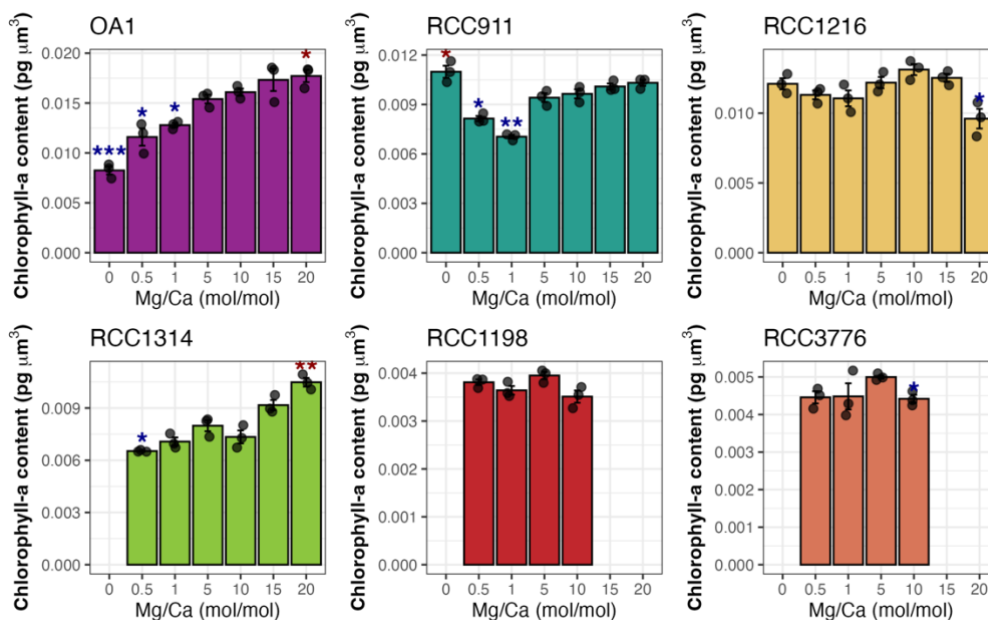 OA1
Chlorophyll-a content (pg μm³)
0.020
0.015
0.010
0.005
0.000
***
*
*
*
0 0.5 1 5 10 15 20
Mg/Ca (mol/mol)
RCC911
Chlorophyll-a content (pg μm³)
0.012
0.009
0.006
0.003
0.000
*
*
**
0 0.5 1 5 10 15 20
Mg/Ca (mol/mol)
RCC1216
Chlorophyll-a content (pg μm³)
0.010
0.005
0.000
*
0 0.5 1 5 10 15 20
Mg/Ca (mol/mol)
RCC1314
Chlorophyll-a content (pg μm³)
0.009
0.006
0.003
0.000
*
**
0 0.5 1 5 10 15 20
Mg/Ca (mol/mol)
RCC1198
Chlorophyll-a content (pg μm³)
0.004
0.003
0.002
0.001
0.000
0 0.5 1 5 10 15 20
Mg/Ca (mol/mol)
RCC3776
Chlorophyll-a content (pg μm³)
0.005
0.004
0.003
0.002
0.001
0.000
*
0 0.5 1 5 10 15 20
Mg/Ca (mol/mol)